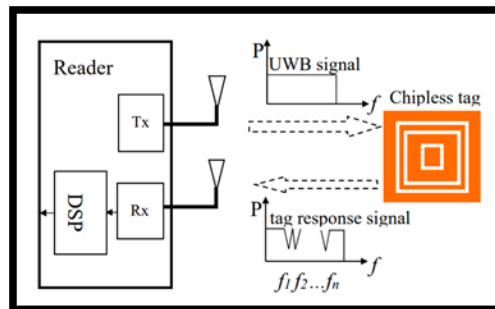 Reader
P
UWB signal
f
Chipless tag
Tx
Rx
DSP
P
tag response signal
f
f1 f2...fn